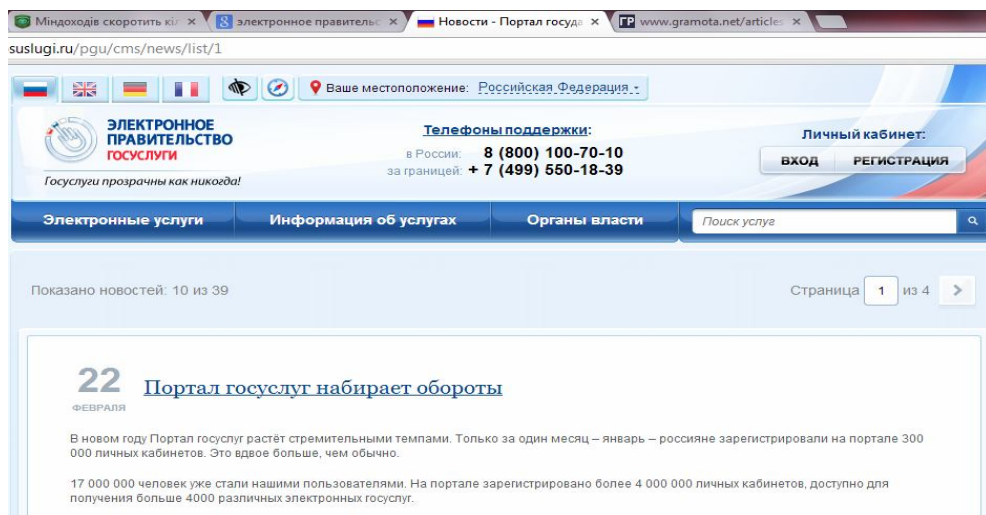 Міндоходів скоротить кі
электронное правительс
Новости - Портал госуда
www.gramota.net/articles
suslugi.ru/pgu/cms/news/list/1
Ваше местоположение: Российская Федерация
ЭЛЕКТРОННОЕ
ПРАВИТЕЛЬСТВО
ГОСУСЛУГИ
Госуслуги прозрачны как никогда!
Телефоны поддержки:
в России: 8 (800) 100-70-10
за границей: + 7 (499) 550-18-39
Личный кабинет:
ВХОД РЕГИСТРАЦИЯ
Электронные услуги Информация об услугах Органы власти Поиск услуг
Показано новостей: 10 из 39
Страница 1 из 4
22
ФЕВРАЛЯ
Портал госуслуг набирает обороты
В новом году Портал госуслуг растёт стремительными темпами. Только за один месяц – январь – россияне зарегистрировали на портале 300
000 личных кабинетов. Это вдвое больше, чем обычно.
17 000 000 человек уже стали нашими пользователями. На портале зарегистрировано более 4 000 000 личных кабинетов, доступно для
получения больше 4000 различных электронных госуслуг.